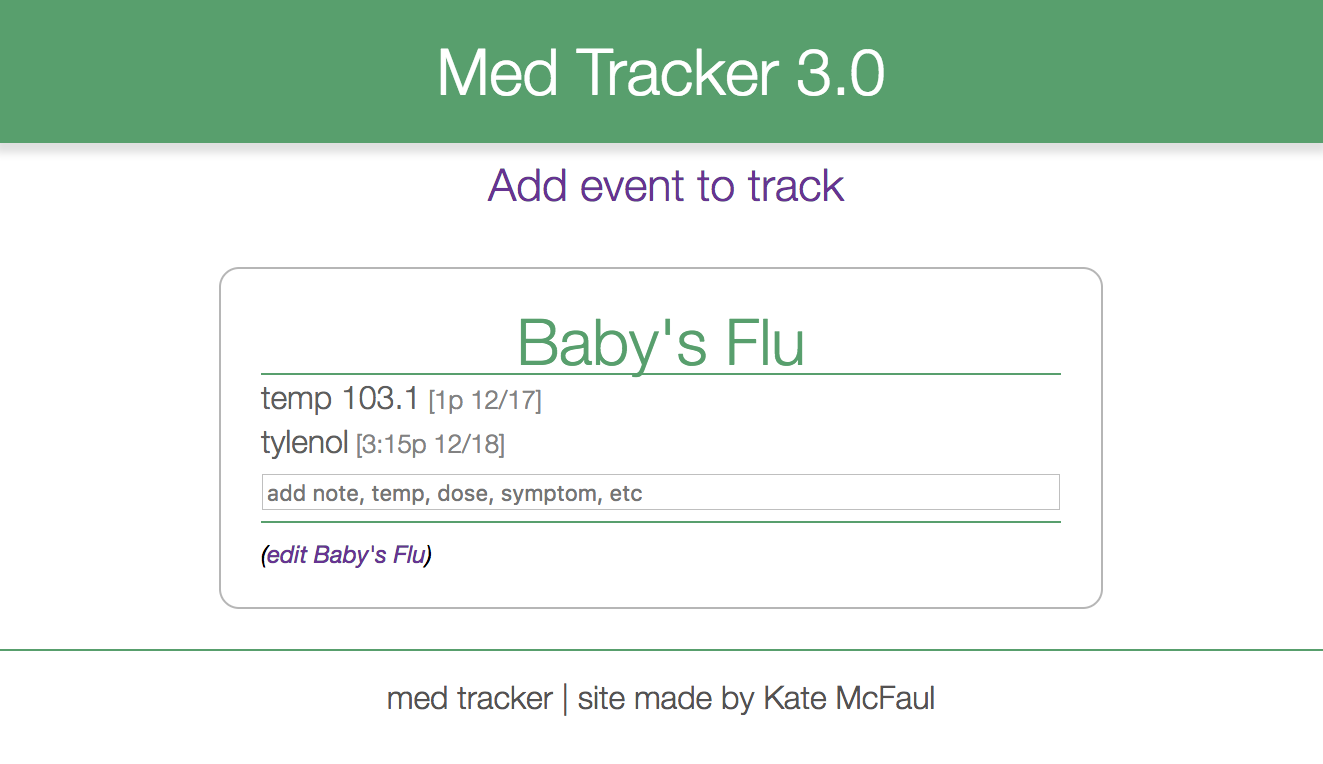 Med Tracker 3.0
Add event to track
Baby's Flu
temp 103.1 [1p 12/17]
tylenol [3:15p 12/18]
add note, temp, dose, symptom, etc
(edit Baby's Flu)
med tracker | site made by Kate McFaul